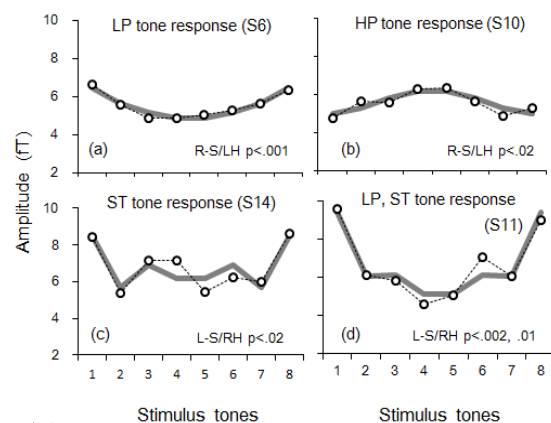 LP tone response (S6)
HP tone response (S10)
10
8
6
4
2
(a)
R-S/LH p<.001
(b)
R-S/LH p<.02
Amplitude (fT)
ST tone response (S14)
LP, ST tone response
(S11)
10
8
6
4
2
(c)
L-S/RH p<.02
(d)
L-S/RH p<.002, .01
1 2 3 4 5 6 7 8
1 2 3 4 5 6 7 8
Stimulus tones
Stimulus tones